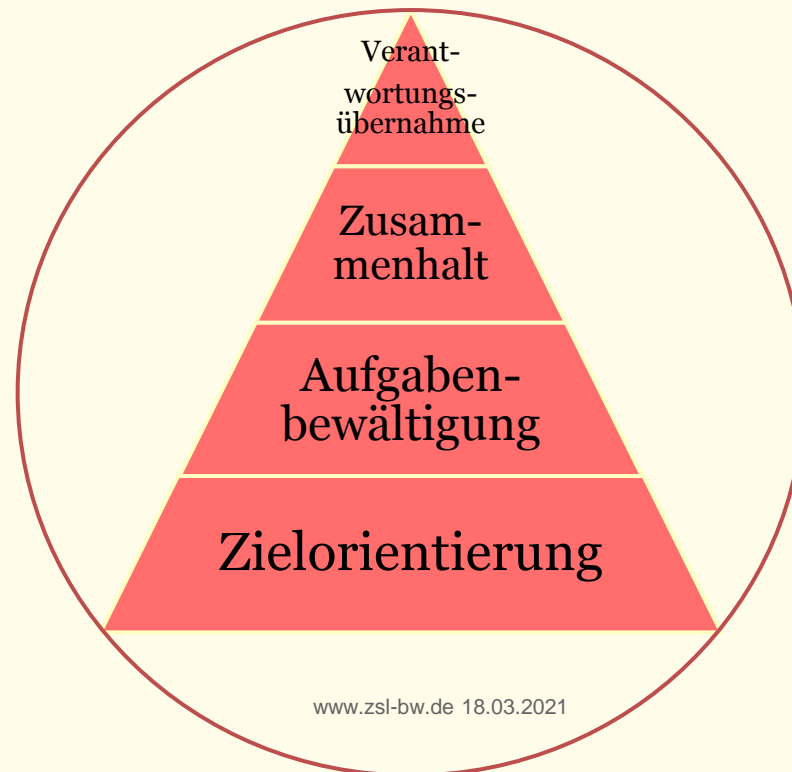 Verant-
wortungs-
übernahme
Zusam-
menhalt
Aufgaben-
bewältigung
Zielorientierung
www.zsl-bw.de 18.03.2021